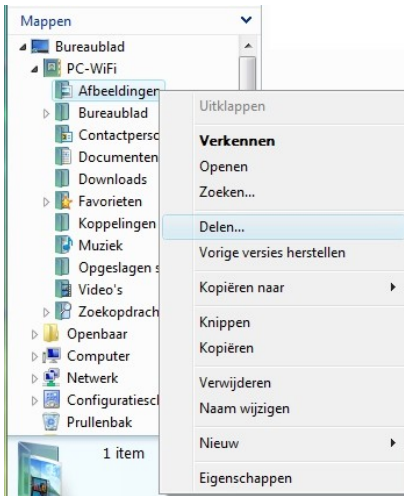 Mappen
Bureaublad
PC-WiFi
Afbeeldingen
Bureaublad
Contactperso
Documenten
Downloads
Favorieten
Koppelingen
Muziek
Opgeslagen s
Video's
Zoekopdrach
Openbaar
Computer
Netwerk
Configuratiescl
Prullenbak
1 item
Uitklappen
Verkennen
Openen
Zoeken...
Delen...
Vorige versies herstellen
Kopiëren naar
Knippen
Kopiëren
Verwijderen
Naam wijzigen
Nieuw
Eigenschappen